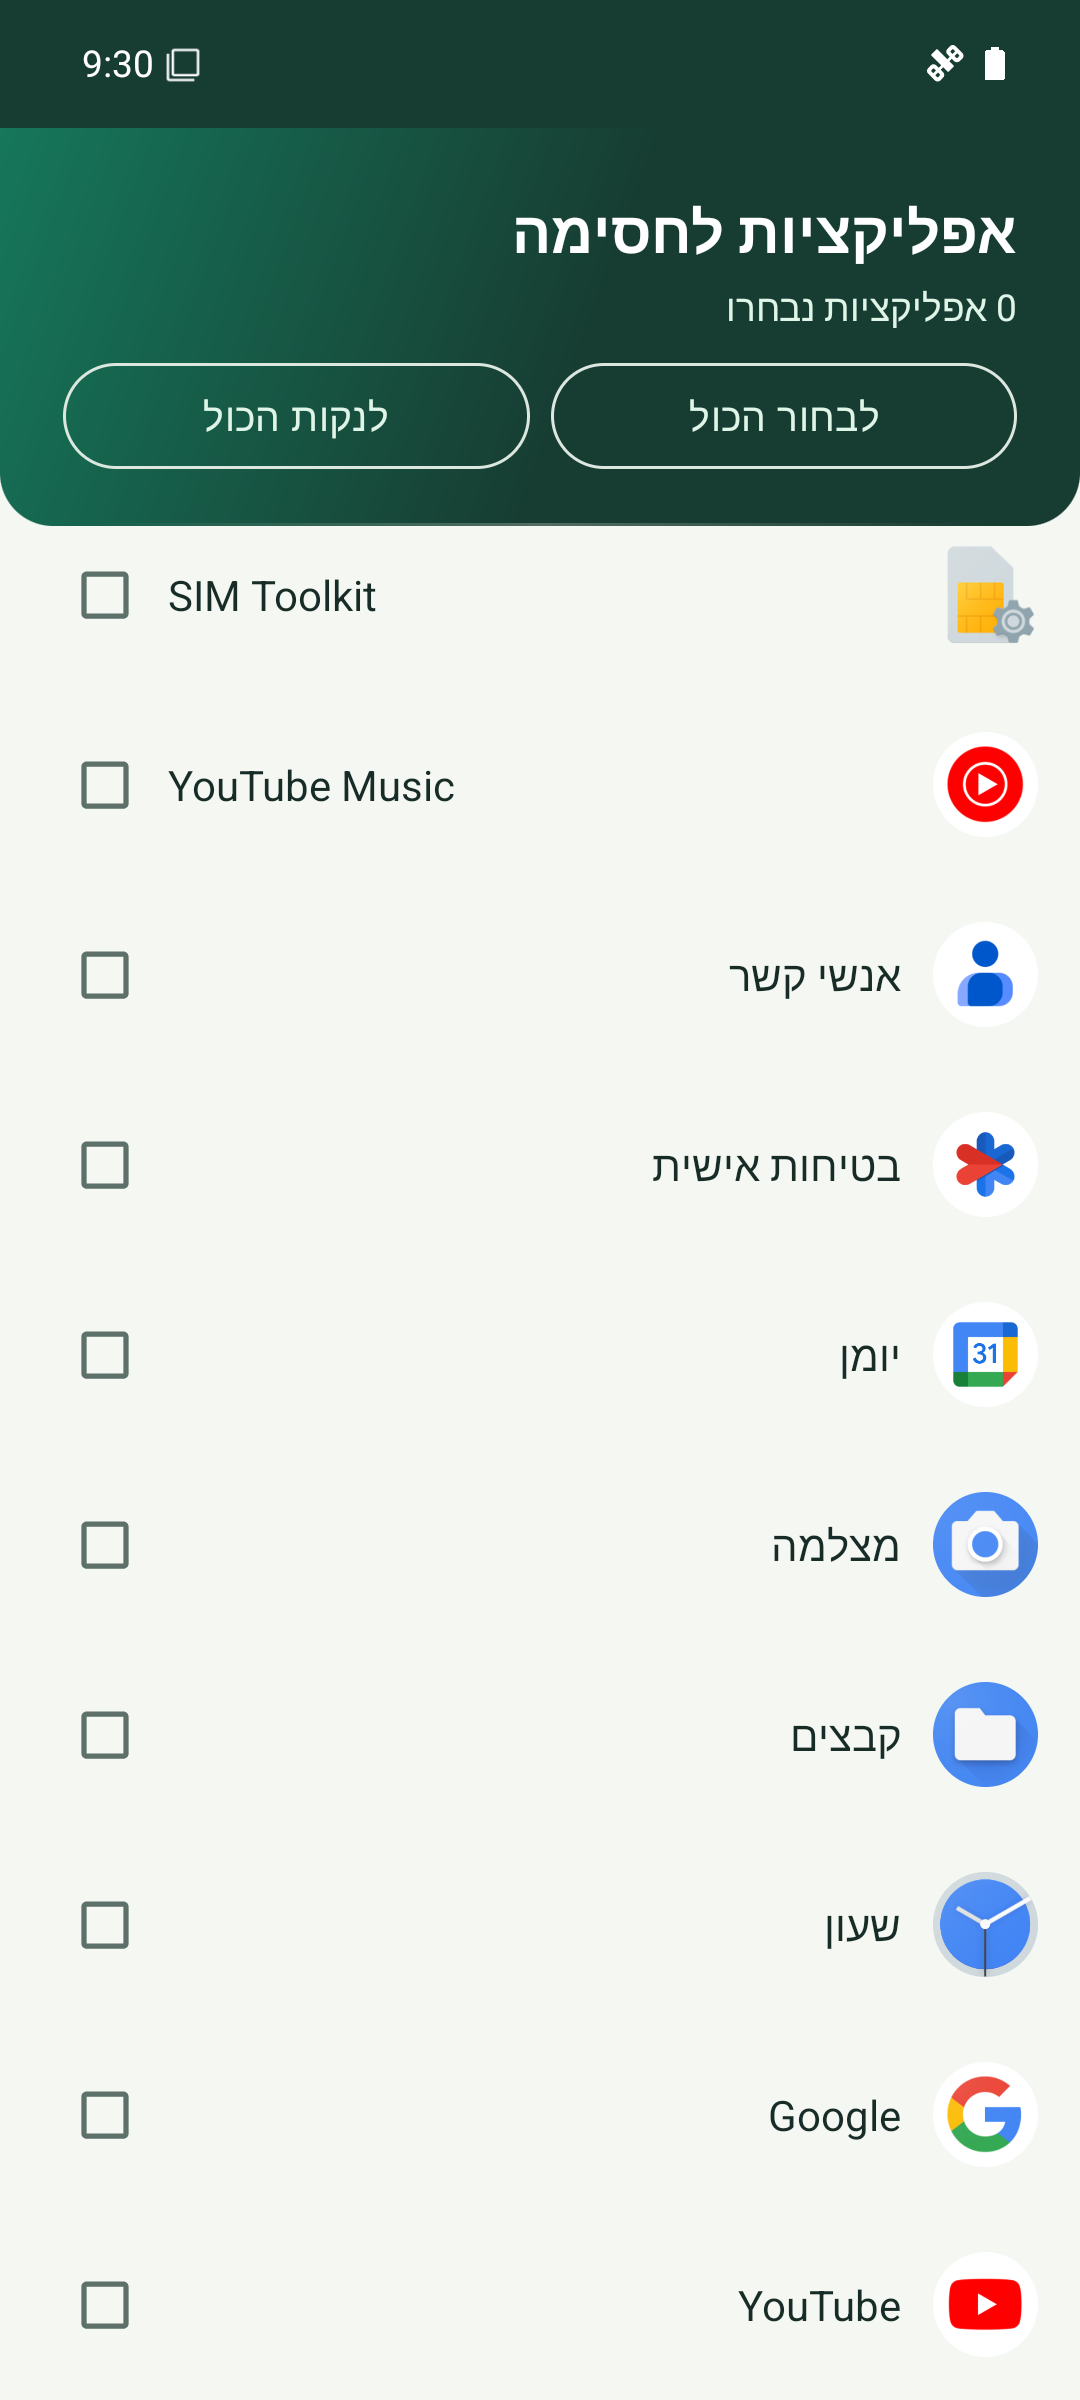 9:30
אפליקציות לחסימה
0 אפליקציות נבחרו
לבחור הכול
לנקות הכול
SIM Toolkit
YouTube Music
אנשי קשר
בטיחות אישית
יומן
31
מצלמה
קבצים
שעון
Google
YouTube